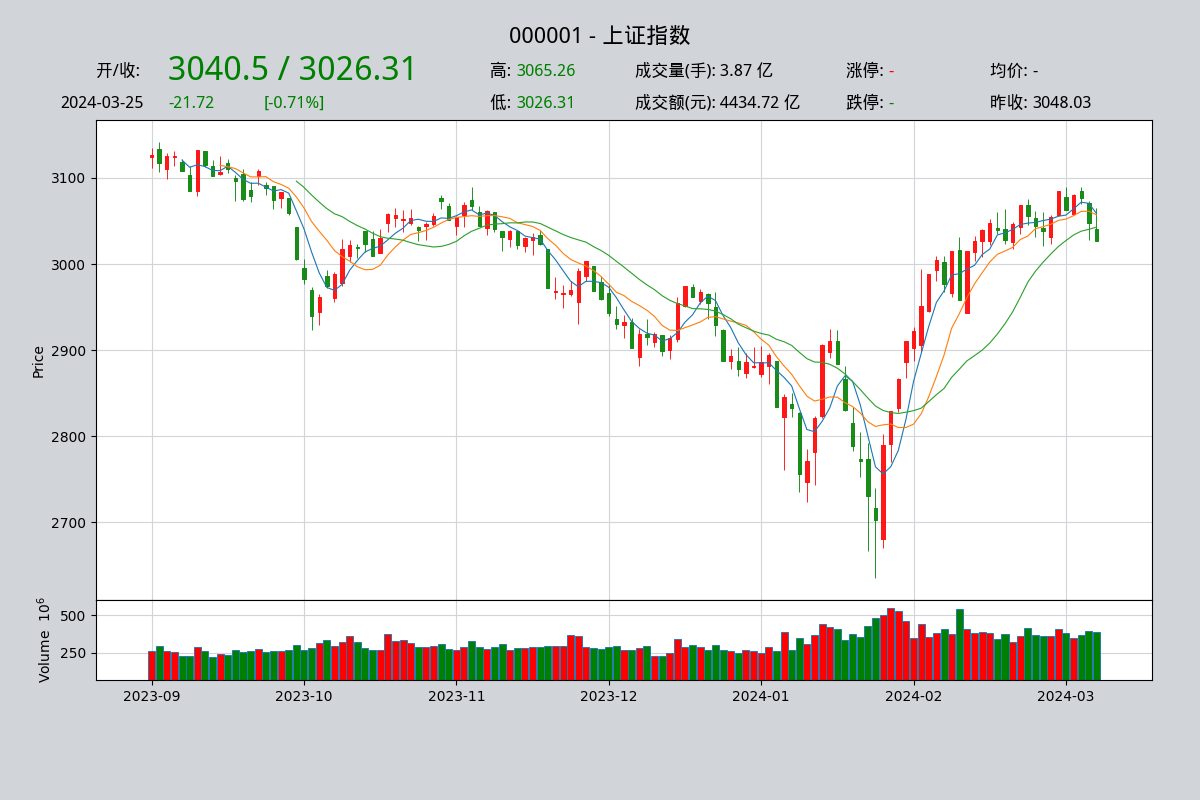 000001 - 上证指数
开/收: 3040.5 / 3026.31 高: 3065.26 成交量(手): 3.87 亿 涨停: - 均价: -
2024-03-25 -21.72 [-0.71%] 低: 3026.31 成交额(元): 4434.72 亿 跌停: - 昨收: 3048.03
3100
3000
2900
2800
2700
Price
500
250
Volume 10⁶
2023-09 2023-10 2023-11 2023-12 2024-01 2024-02 2024-03